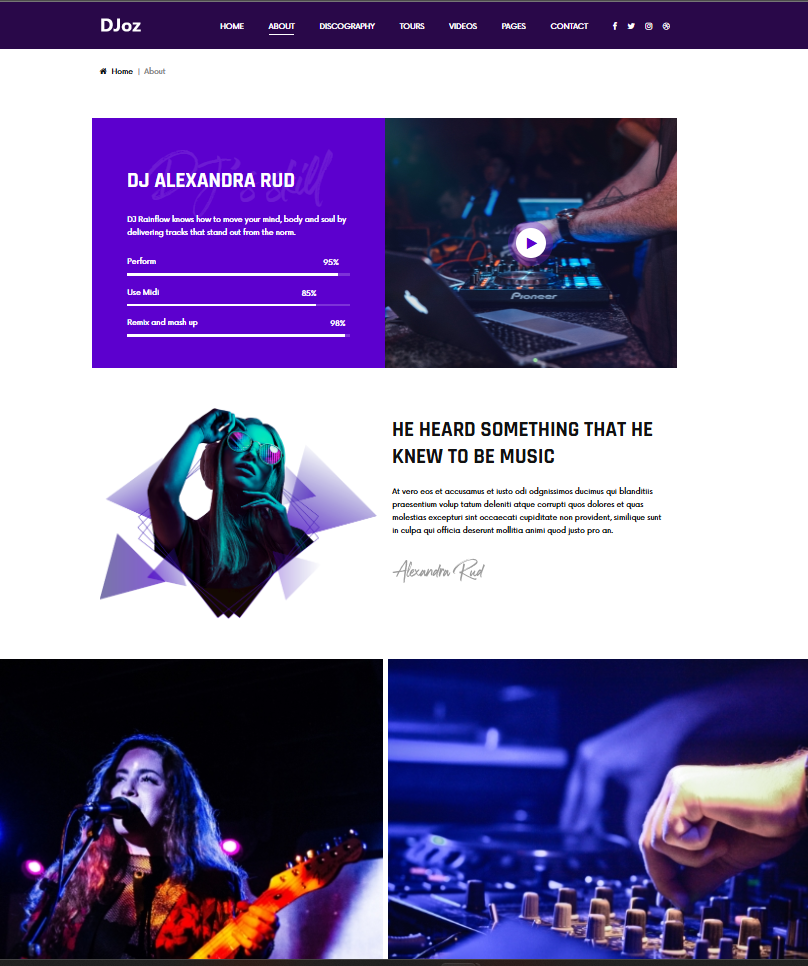 DJoz
HOME ABOUT DISCOGRAPHY TOURS VIDEOS PAGES CONTACT
Home | About
DJ's skill
DJ ALEXANDRA RUD
DJ Rainflow knows how to move your mind, body and soul by
delivering tracks that stand out from the norm.
Perform 95%
Use Midi 85%
Remix and mash up 98%
Pioneer
HE HEARD SOMETHING THAT HE
KNEW TO BE MUSIC
At vero eos et accusamus et iusto odi odgnissimos ducimus qui blanditiis
praesentium volup tatum deleniti atque corrupti quos dolores et quas
molestias excepturi sint occaecati cupiditate non provident, similique sunt
in culpa qui officia deserunt mollitia animi quod justo pro an.
Alexandra Rud